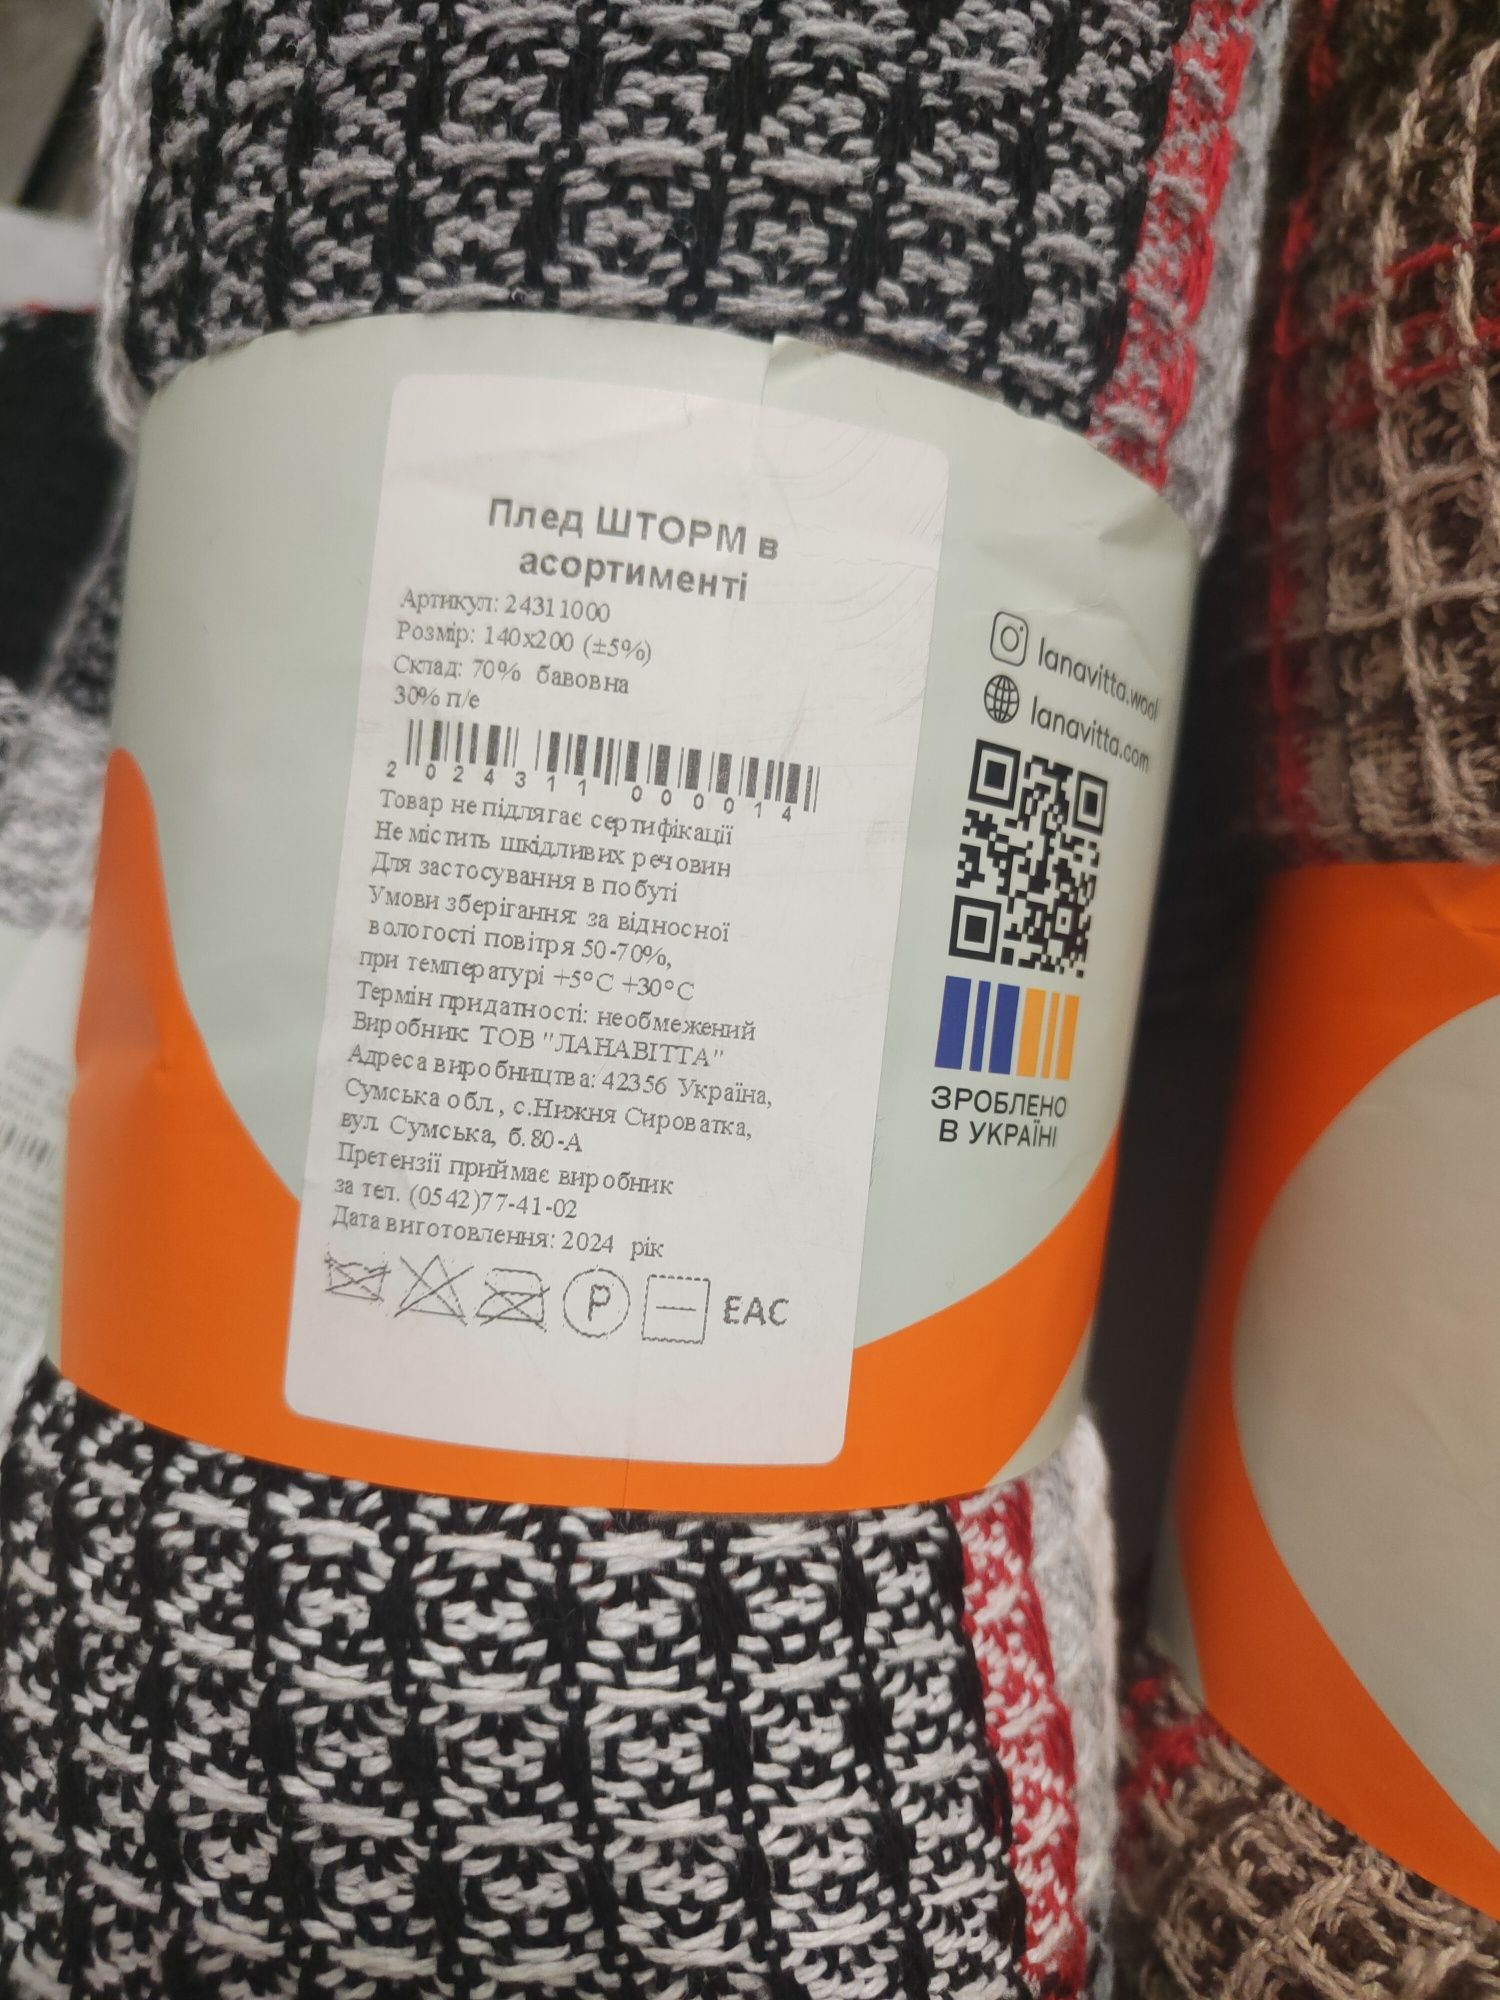 Плед ШТОРМ в
асортименті
Артикул: 24311000
Розмір: 140х200 (±5%)
Склад: 70% бавовна
30% п/е
2 024311 000014
Товар не підлягає сертифікації
Не містить шкідливих речовин
Для застосування в побуті
Умови зберігання: за відносної
вологості повітря 50-70%,
при температурі +5°С +30°С
Термін придатності: необмежений
Виробник: ТОВ "ЛАНАВІТТА"
Адреса виробництва: 42356 Україна,
Сумська обл., с.Нижня Сироватка,
вул. Сумська, б.80-А
Претензії приймає виробник
за тел. (0542)77-41-02
Дата виготовлення: 2024 рік
P
EAC
lanavitta.wool
lanavitta.com
ЗРОБЛЕНО
В УКРАЇНІ